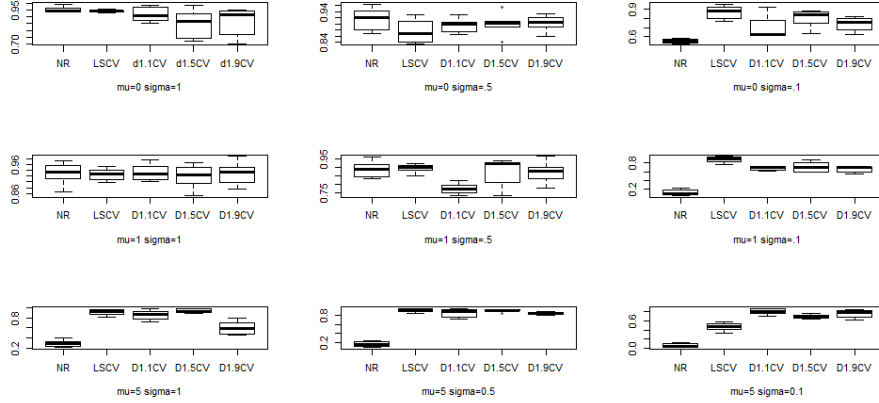 0.95
0.70
NR LSCV d1.1CV d1.5CV d1.9CV
mu=0 sigma=1
0.94
0.84
NR LSCV D1.1CV D1.5CV D1.9CV
mu=0 sigma=.5
0.9
0.6
NR LSCV D1.1CV D1.5CV D1.9CV
mu=0 sigma=.1
0.96
0.86
NR LSCV D1.1CV D1.5CV D1.9CV
mu=1 sigma=1
0.95
0.75
NR LSCV D1.1CV D1.5CV D1.9CV
mu=1 sigma=.5
0.8
0.2
NR LSCV D1.1CV D1.5CV D1.9CV
mu=1 sigma=.1
0.8
0.2
NR LSCV D1.1CV D1.5CV D1.9CV
mu=5 sigma=1
0.8
0.2
NR LSCV D1.1CV D1.5CV D1.9CV
mu=5 sigma=0.5
0.6
0.0
NR LSCV D1.1CV D1.5CV D1.9CV
mu=5 sigma=0.1